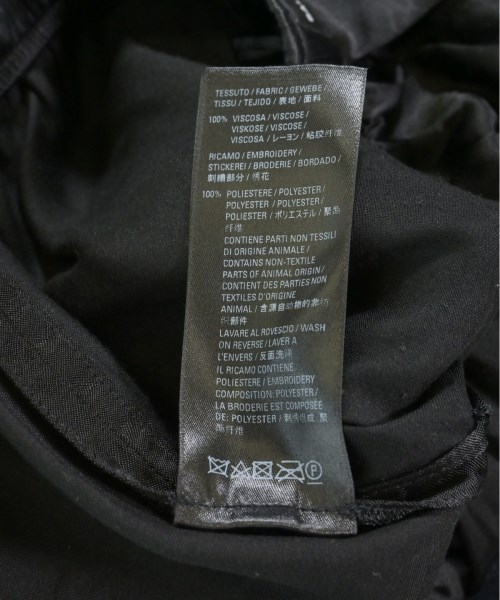 TESSUTO / FABRIC / GEWEBE /
TISSU / TEJIDO / 表地 / 面料
100% VISCOSA / VISCOSE /
VISKOSE / VISCOSE /
VISCOSA / レーヨン / 粘胶纤维
RICAMO / EMBROIDERY /
STICKEREI / BRODERIE / BORDADO /
刺繍部分 / 绣花
100% POLIESTERE / POLYESTER /
POLYESTER / POLYESTER /
POLIESTER / ポリエステル / 聚酯
纤维
CONTIENE PARTI NON TESSILI
DI ORIGINE ANIMALE /
CONTAINS NON-TEXTILE
PARTS OF ANIMAL ORIGIN /
CONTIENT DES PARTIES NON
TEXTILES D'ORIGINE
ANIMAL / 含源自动物的非纺
织部件
LAVARE AL ROVESCIO / WASH
ON REVERSE / LAVER A
L'ENVERS / 反面洗涤
IL RICAMO CONTIENE
POLIESTERE / EMBROIDERY
COMPOSITION: POLYESTER /
LA BRODERIE EST COMPOSÉE
DE: POLYESTER / 刺绣组成 聚
酯纤维
P